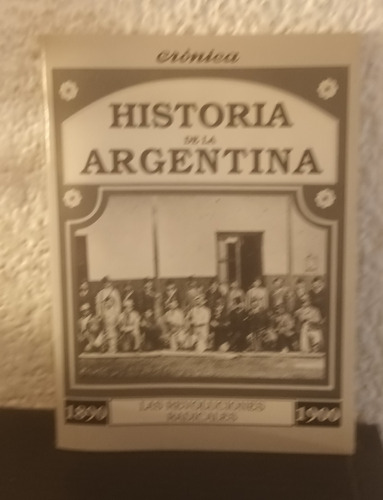 crónica
HISTORIA
DE LA
ARGENTINA
1890
LAS REVOLUCIONES
RADICALES
1900